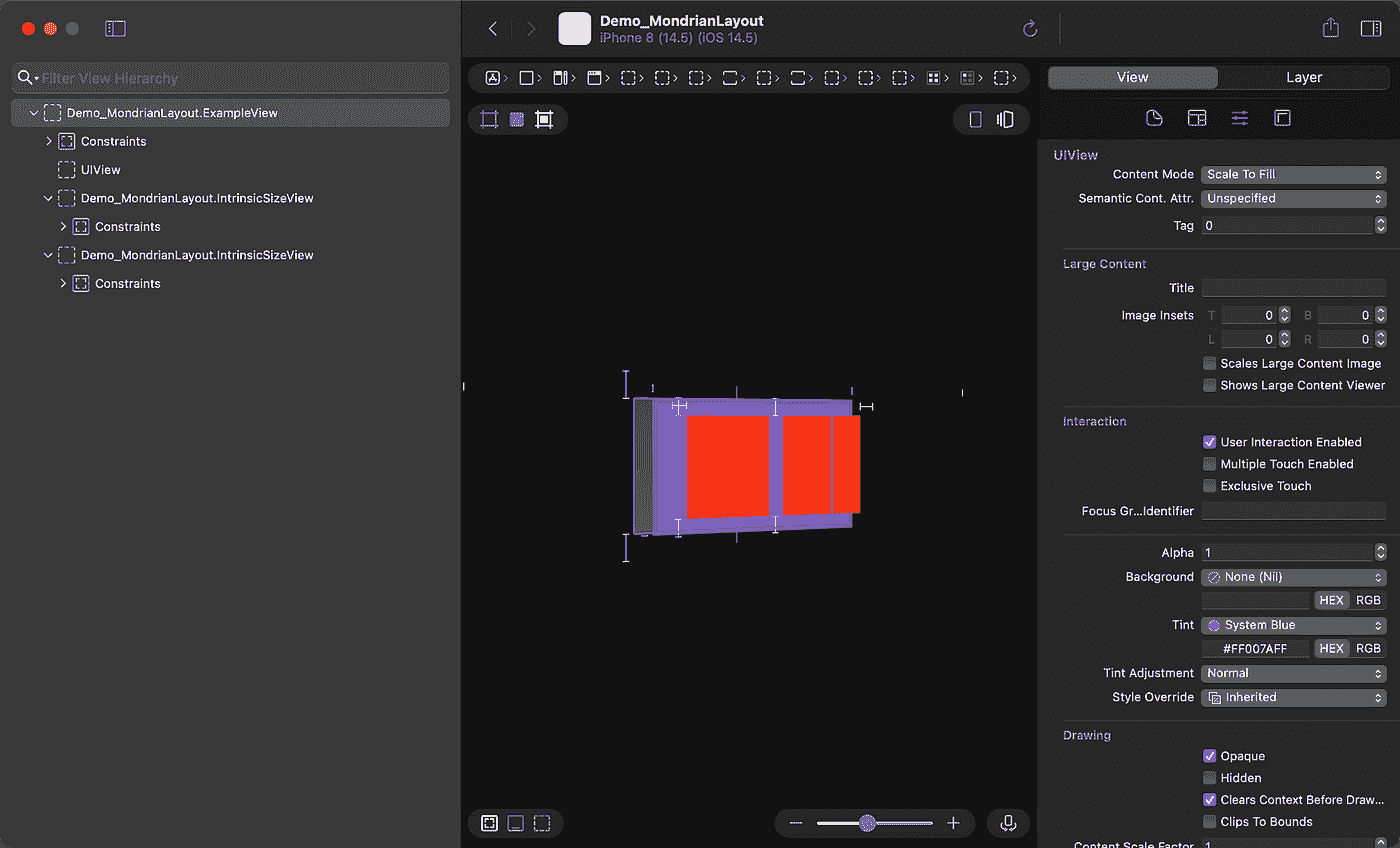 Demo_MondrianLayout
iPhone 8 (14.5) (iOS 14.5)
Filter View Hierarchy
Demo_MondrianLayout.ExampleView
Constraints
UIView
Demo_MondrianLayout.IntrinsicSizeView
Constraints
Demo_MondrianLayout.IntrinsicSizeView
Constraints
View Layer
UIView
Content Mode Scale To Fill
Semantic Cont. Attr. Unspecified
Tag 0
Large Content
Title
Image Insets T 0 B 0
L 0 R 0
Scales Large Content Image
Shows Large Content Viewer
Interaction
User Interaction Enabled
Multiple Touch Enabled
Exclusive Touch
Focus Gr...Identifier
Alpha 1
Background None (Nil)
HEX RGB
Tint System Blue
#FF007AFF HEX RGB
Tint Adjustment Normal
Style Override Inherited
Drawing
Opaque
Hidden
Clears Context Before Draw...
Clips To Bounds
Content Scale Factor 1